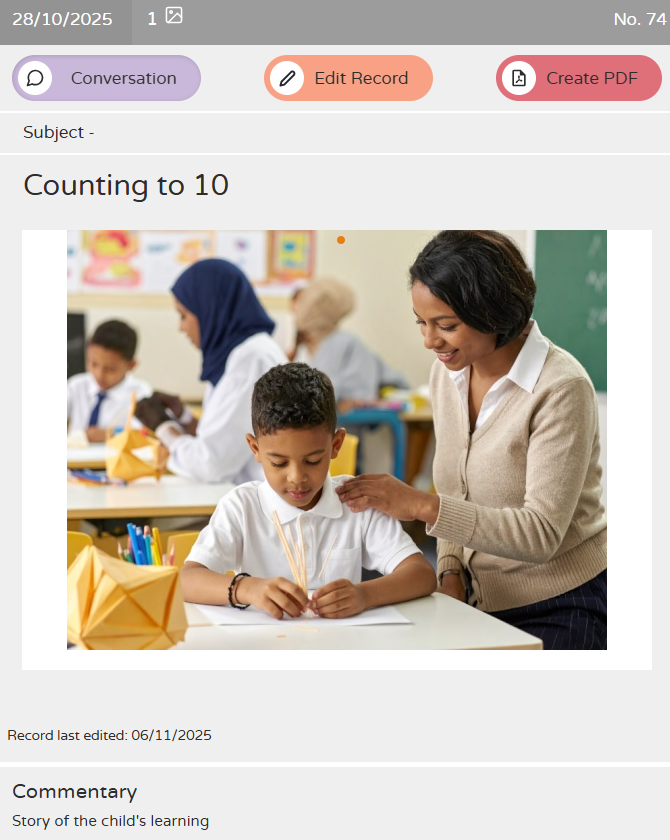 28/10/2025 1 No. 74
Conversation Edit Record Create PDF
Subject -
Counting to 10
Record last edited: 06/11/2025
Commentary
Story of the child's learning